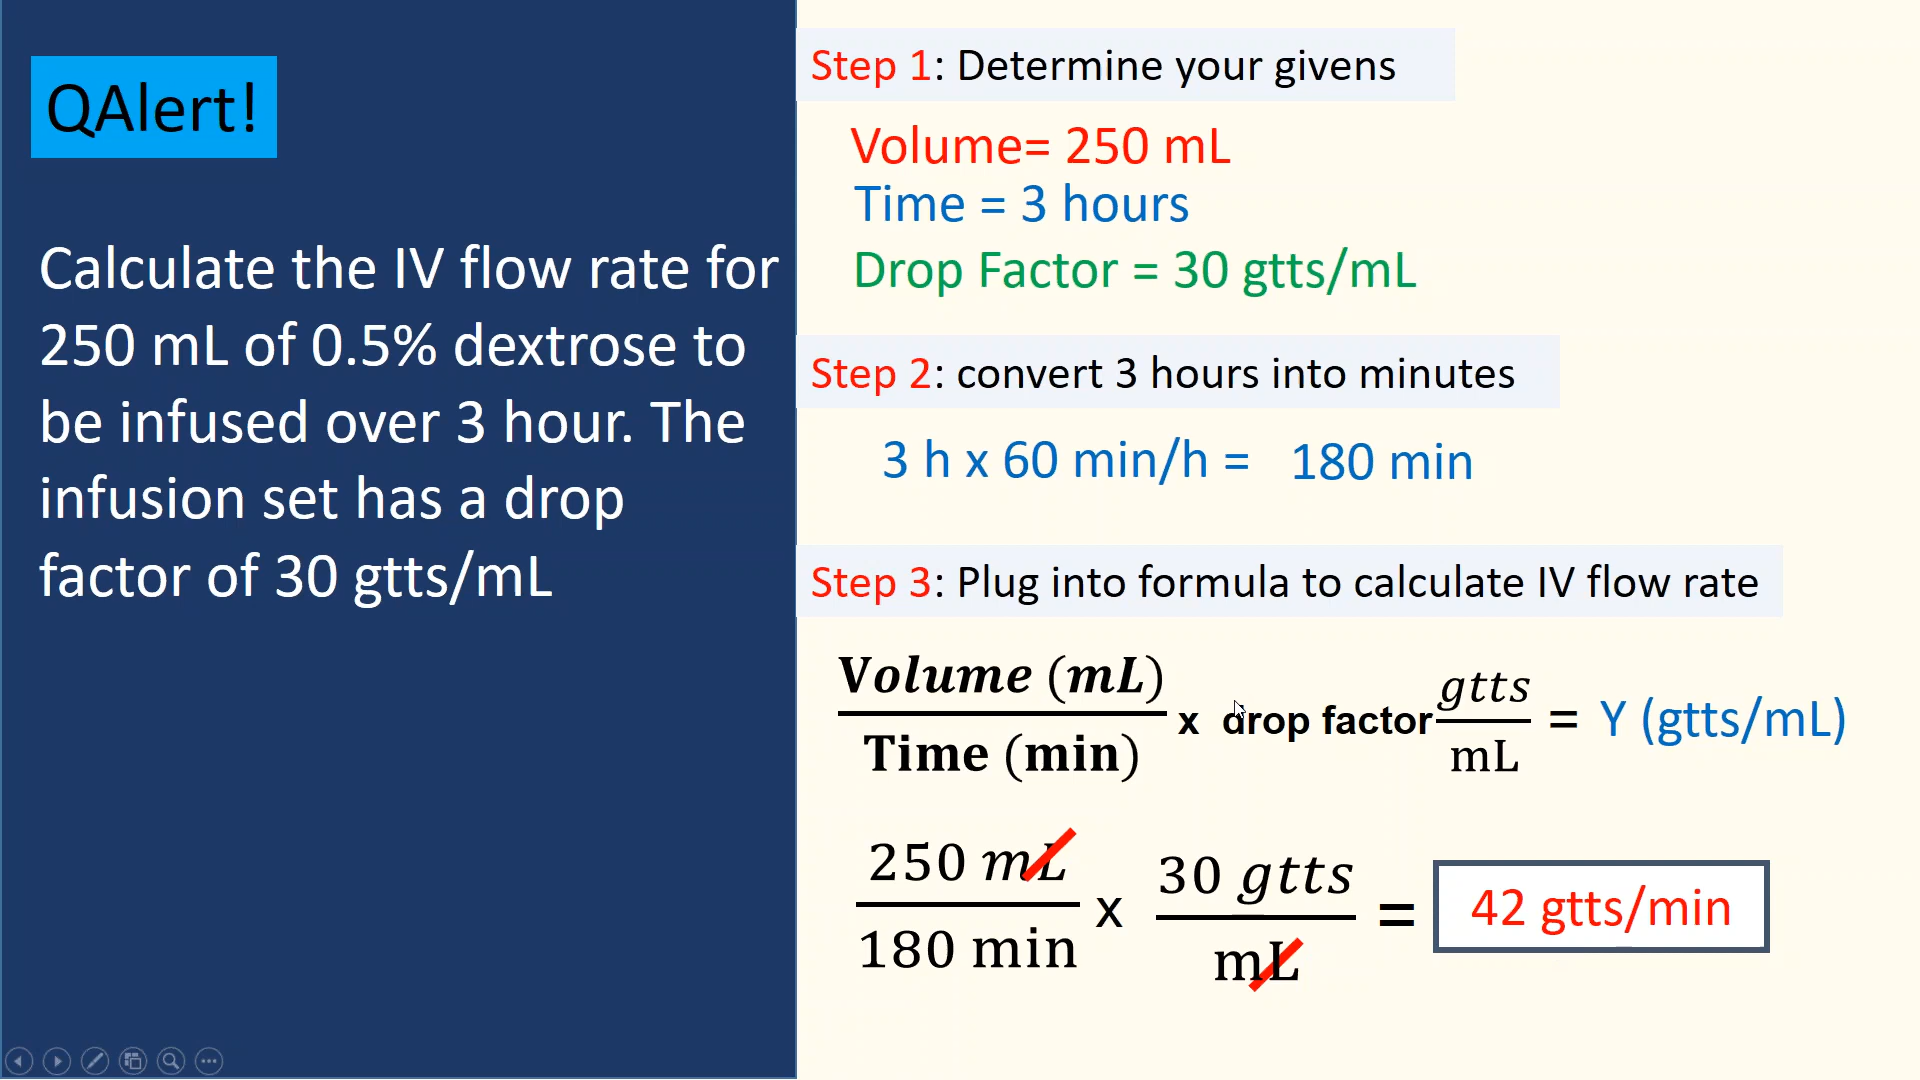 QAlert!
Calculate the IV flow rate for
250 mL of 0.5% dextrose to
be infused over 3 hour. The
infusion set has a drop
factor of 30 gtts/mL
Step 1: Determine your givens
Volume= 250 mL
Time = 3 hours
Drop Factor = 30 gtts/mL
Step 2: convert 3 hours into minutes
3 h x 60 min/h = 180 min
Step 3: Plug into formula to calculate IV flow rate
Volume (mL)
Time (min)
x drop factor
gtts
mL
= Y (gtts/mL)
250 mL
180 min
x
30 gtts
mL
=
42 gtts/min